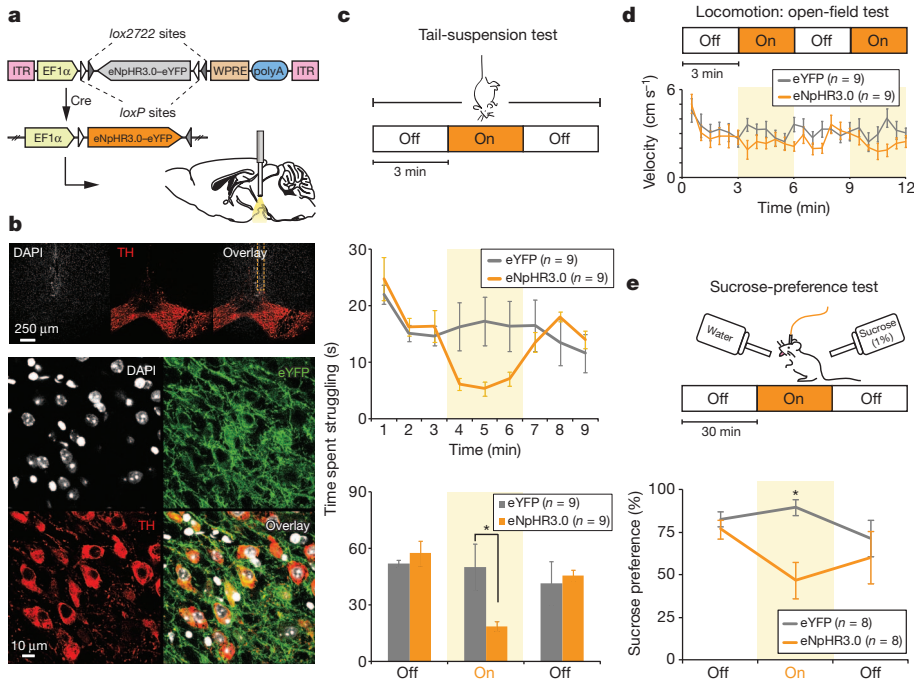 a
lox2722 sites
ITR EF1α eNpHR3.0–eYFP WPRE polyA ITR
Cre
loxP sites
EF1α eNpHR3.0–eYFP
b
DAPI TH Overlay
250 μm
DAPI eYFP
TH Overlay
10 μm
c
Tail-suspension test
Off On Off
3 min
eYFP (n = 9)
eNpHR3.0 (n = 9)
Time spent struggling (s)
30
20
10
0
1 2 3 4 5 6 7 8 9
Time (min)
eYFP (n = 9)
eNpHR3.0 (n = 9)
90
60
30
0
*
Off On Off
d
Locomotion: open-field test
Off On Off On
3 min
eYFP (n = 9)
eNpHR3.0 (n = 9)
Velocity (cm s⁻¹)
6
4
2
0
0 3 6 9 12
Time (min)
e
Sucrose-preference test
Water
Sucrose
(1%)
Off On Off
30 min
Sucrose preference (%)
100
75
50
25
0
*
eYFP (n = 8)
eNpHR3.0 (n = 8)
Off On Off